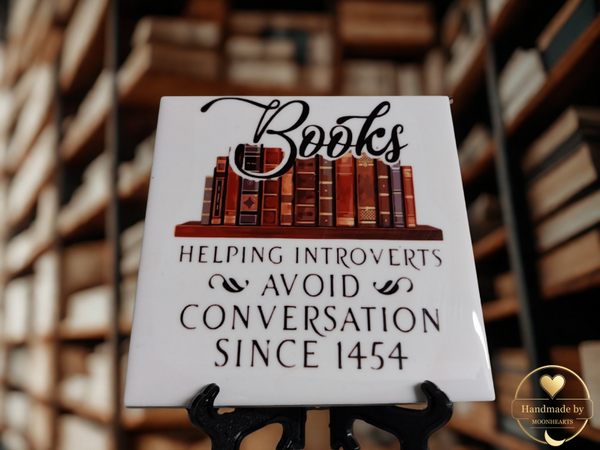 Books
HELPING INTROVERTS
AVOID
CONVERSATION
SINCE 1454
Handmade by
MOONHEARTS